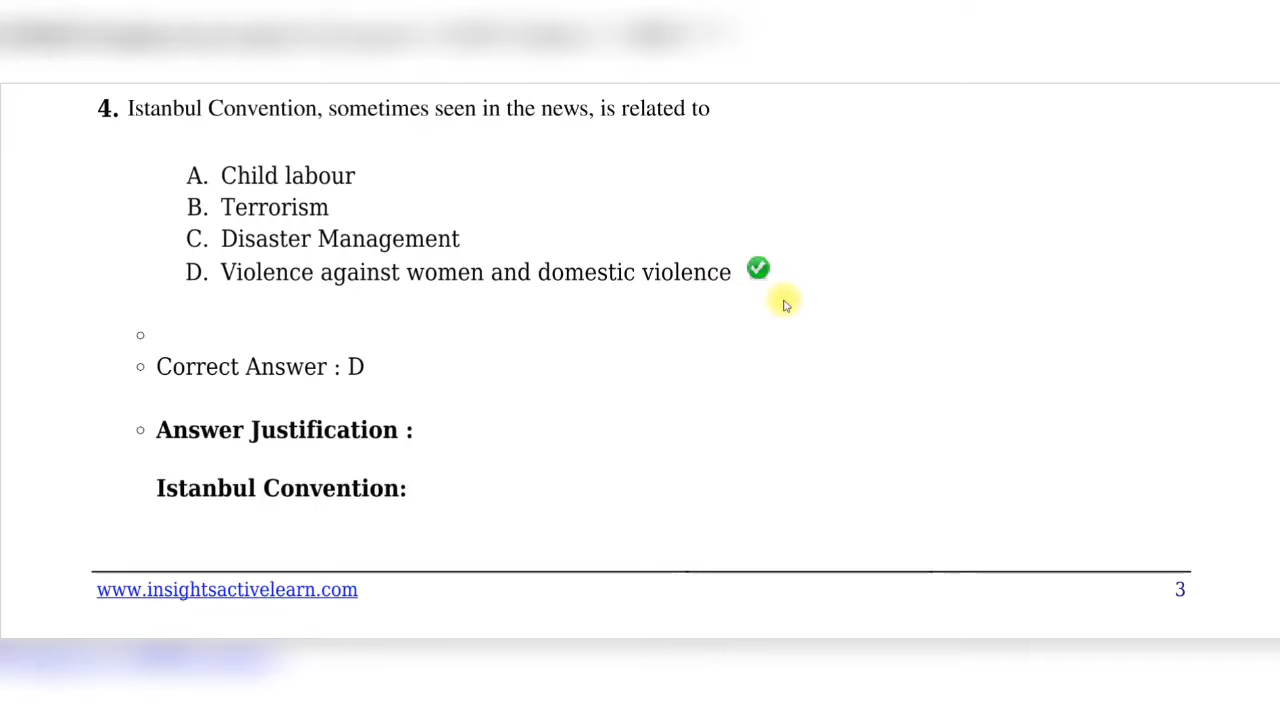 4. Istanbul Convention, sometimes seen in the news, is related to
A. Child labour
B. Terrorism
C. Disaster Management
D. Violence against women and domestic violence
Correct Answer : D
Answer Justification :
Istanbul Convention:
www.insightsactivelearn.com 3